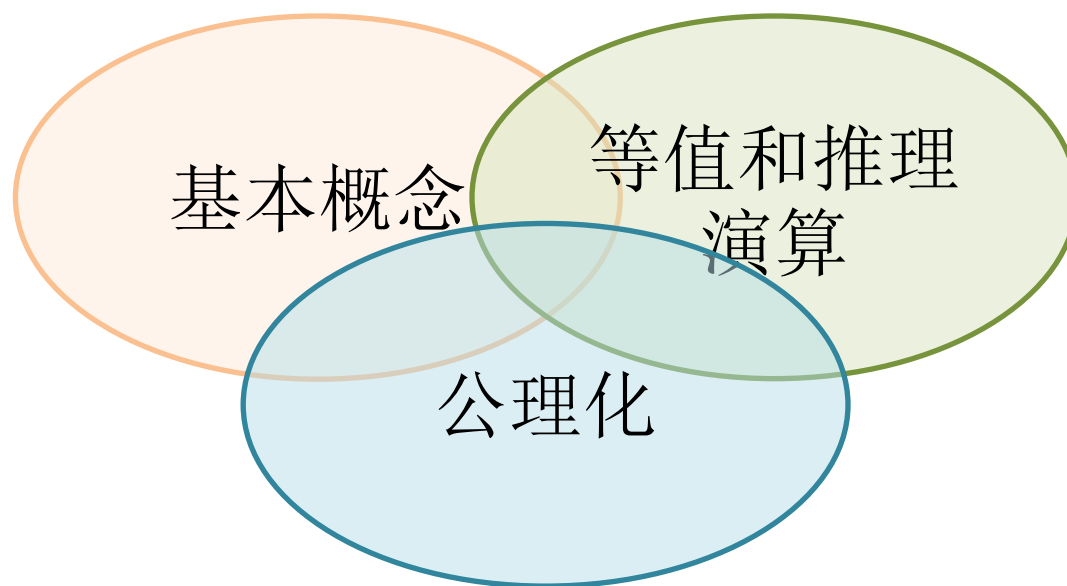 基本概念
等值和推理
演算
公理化